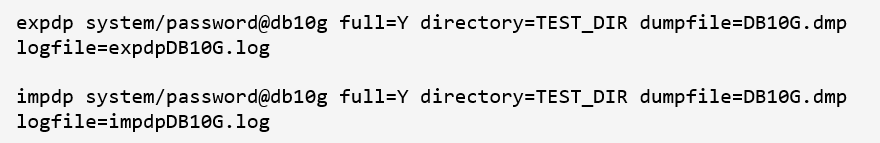 expdp system/password@db10g full=Y directory=TEST_DIR dumpfile=DB10G.dmp
logfile=expdpDB10G.log
impdp system/password@db10g full=Y directory=TEST_DIR dumpfile=DB10G.dmp
logfile=impdpDB10G.log